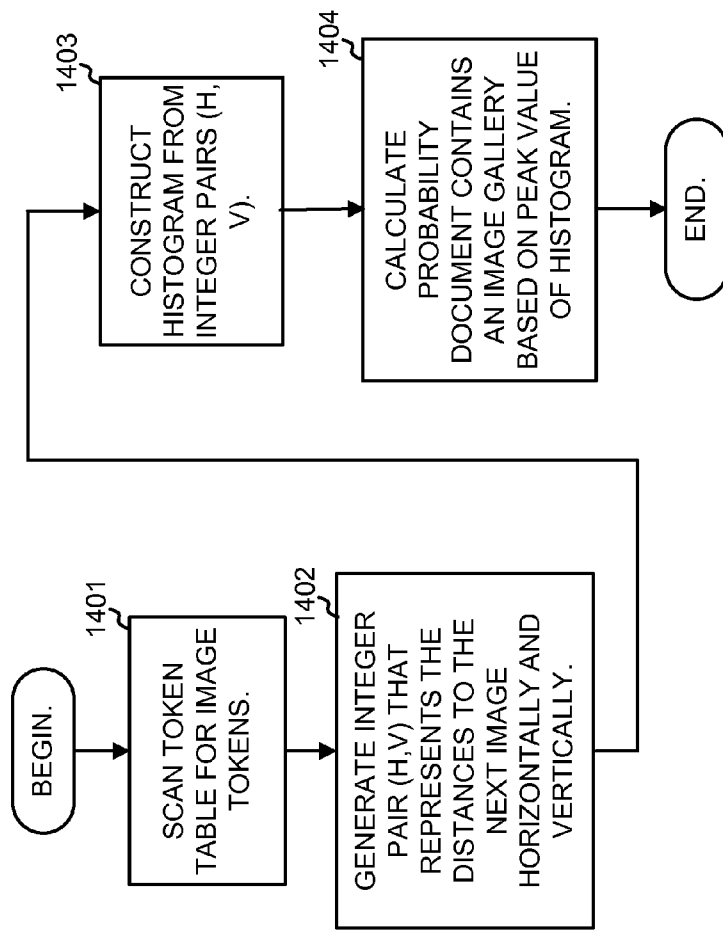 BEGIN.
1401
SCAN TOKEN
TABLE FOR IMAGE
TOKENS.
1402
GENERATE INTEGER
PAIR (H,V) THAT
REPRESENTS THE
DISTANCES TO THE
NEXT IMAGE
HORIZONTALLY AND
VERTICALLY.
1403
CONSTRUCT
HISTOGRAM FROM
INTEGER PAIRS (H,
V).
1404
CALCULATE
PROBABILITY
DOCUMENT CONTAINS
AN IMAGE GALLERY
BASED ON PEAK VALUE
OF HISTOGRAM.
END.